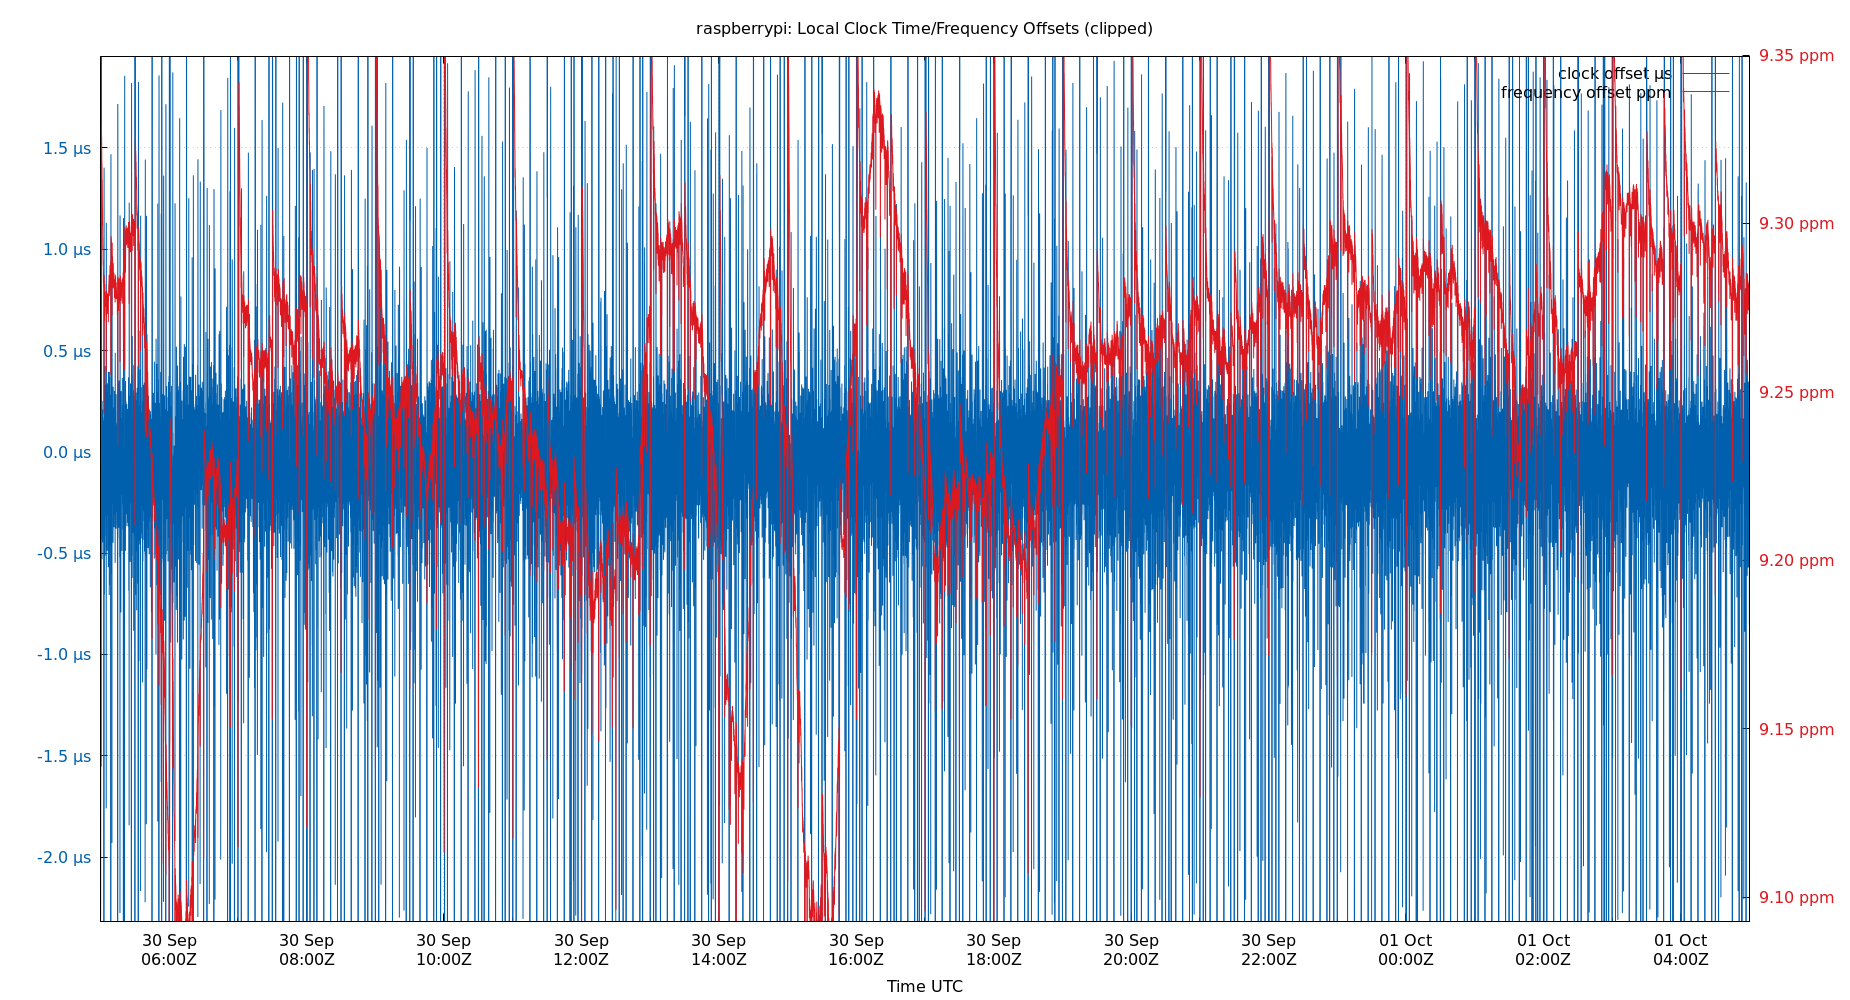 raspberrypi: Local Clock Time/Frequency Offsets (clipped)
9.35 ppm
clock offset µs
frequency offset ppm
1.5 µs
9.30 ppm
1.0 µs
0.5 µs
9.25 ppm
0.0 µs
-0.5 µs
9.20 ppm
-1.0 µs
9.15 ppm
-1.5 µs
-2.0 µs
9.10 ppm
30 Sep 30 Sep 30 Sep 30 Sep 30 Sep 30 Sep 30 Sep 30 Sep 30 Sep 01 Oct 01 Oct 01 Oct
06:00Z 08:00Z 10:00Z 12:00Z 14:00Z 16:00Z 18:00Z 20:00Z 22:00Z 00:00Z 02:00Z 04:00Z
Time UTC